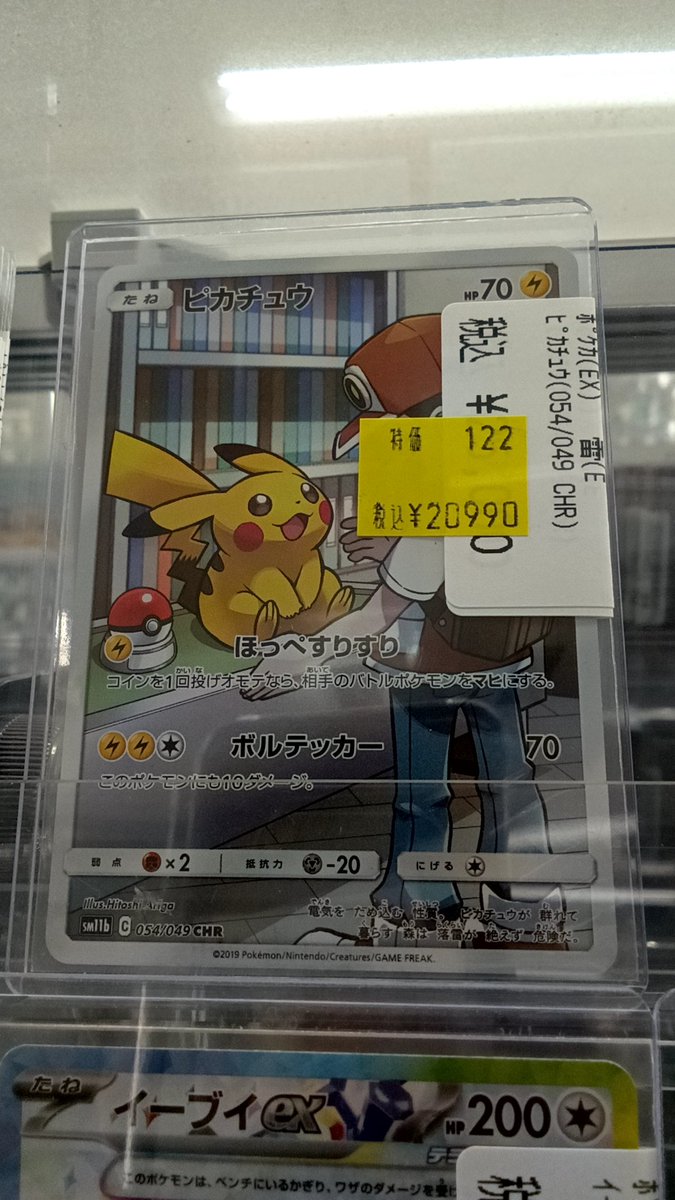 たね ピカチュウ HP70
ポケカ(EX) 雷(E
ピカチュウ(054/049 CHR)
税込 ¥
特価 122
税込¥20990
ほっぺすりすり
コインを1回投げオモテなら、相手のバトルポケモンをマヒにする。
ボルテッカー 70
このポケモンにも10ダメージ。
弱点 ×2 抵抗力 -20 にげる
Illus.Hitoshi Ariga
電気を ため込む 性質。 ピカチュウが 群れて
暮らす 森は 落雷が 絶えず 危険だ。
sm11b C 054/049 CHR
©2019 Pokémon/Nintendo/Creatures/GAME FREAK.
たね イーブイex HP200
テラ
このポケモンは、ベンチにいるかぎり、ワザのダメージを受け
税